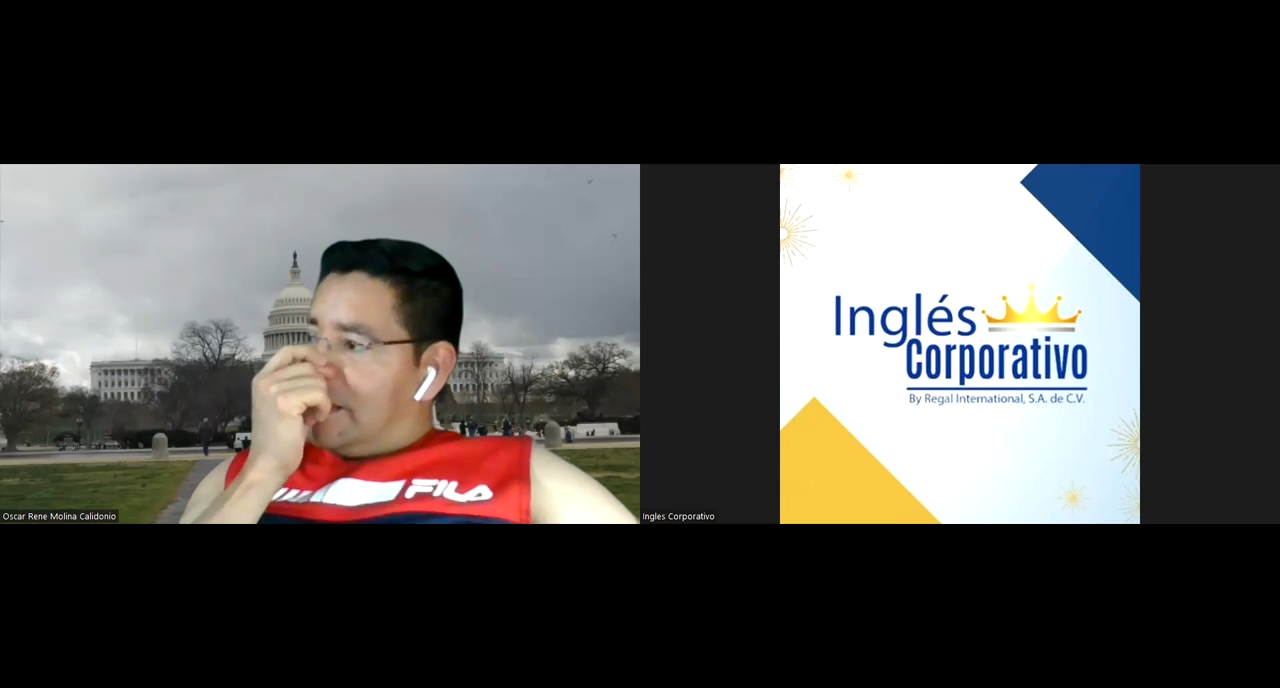 FILA
Oscar Rene Molina Calidonio
Inglés
Corporativo
By Regal International, S.A. de C.V.
Ingles Corporativo